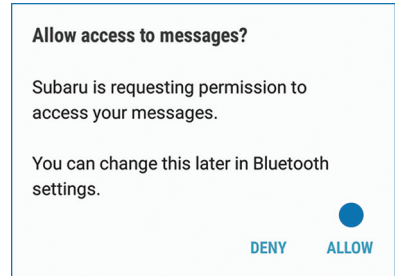 Allow access to messages?
Subaru is requesting permission to
access your messages.
You can change this later in Bluetooth
settings.
DENY ALLOW